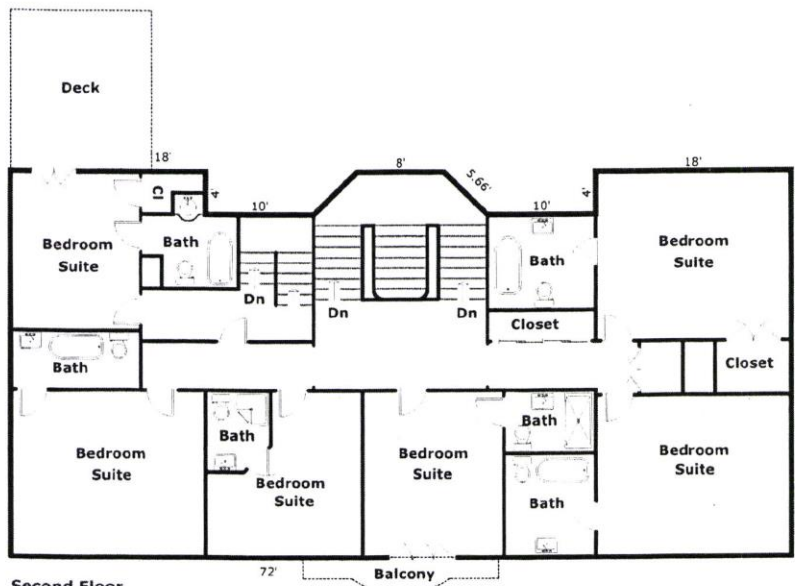 Deck
18'
8'
5.66'
18'
Cl
4'
10'
10'
4'
Bedroom
Suite
Bath
Bath
Bedroom
Suite
Dn
Dn
Dn
Closet
Bath
Closet
Bedroom
Suite
Bath
Bedroom
Suite
Bedroom
Suite
Bath
Bath
Bedroom
Suite
72'
Balcony
Second Floor